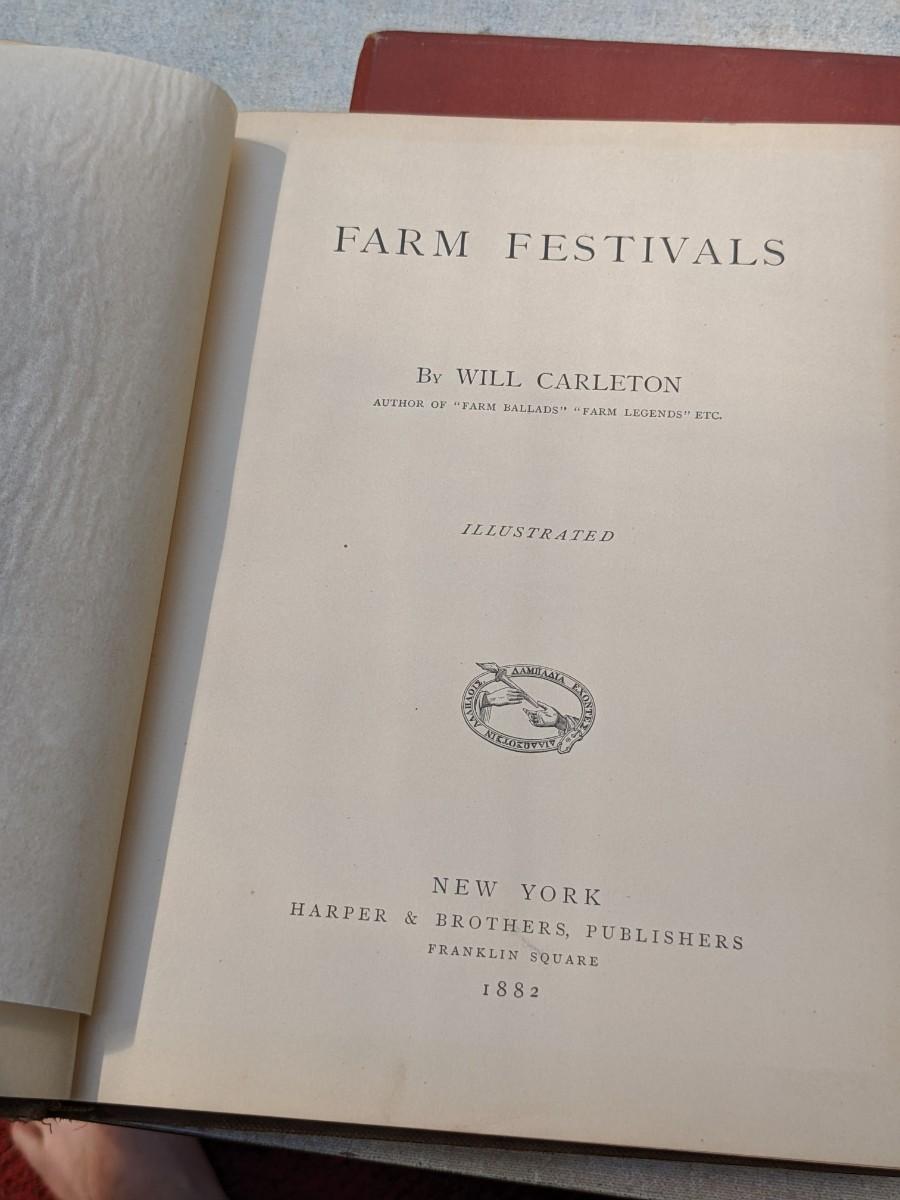 FARM FESTIVALS
By WILL CARLETON
AUTHOR OF "FARM BALLADS" "FARM LEGENDS" ETC.
ILLUSTRATED
ΛΑΜΠΑΔΙΑ ΕΧΟΝΤΕΣ
ΔΙΑΔΩΣΟΥΣΙΝ ΑΛΛΗΛΟΙΣ
NEW YORK
HARPER & BROTHERS, PUBLISHERS
FRANKLIN SQUARE
1882